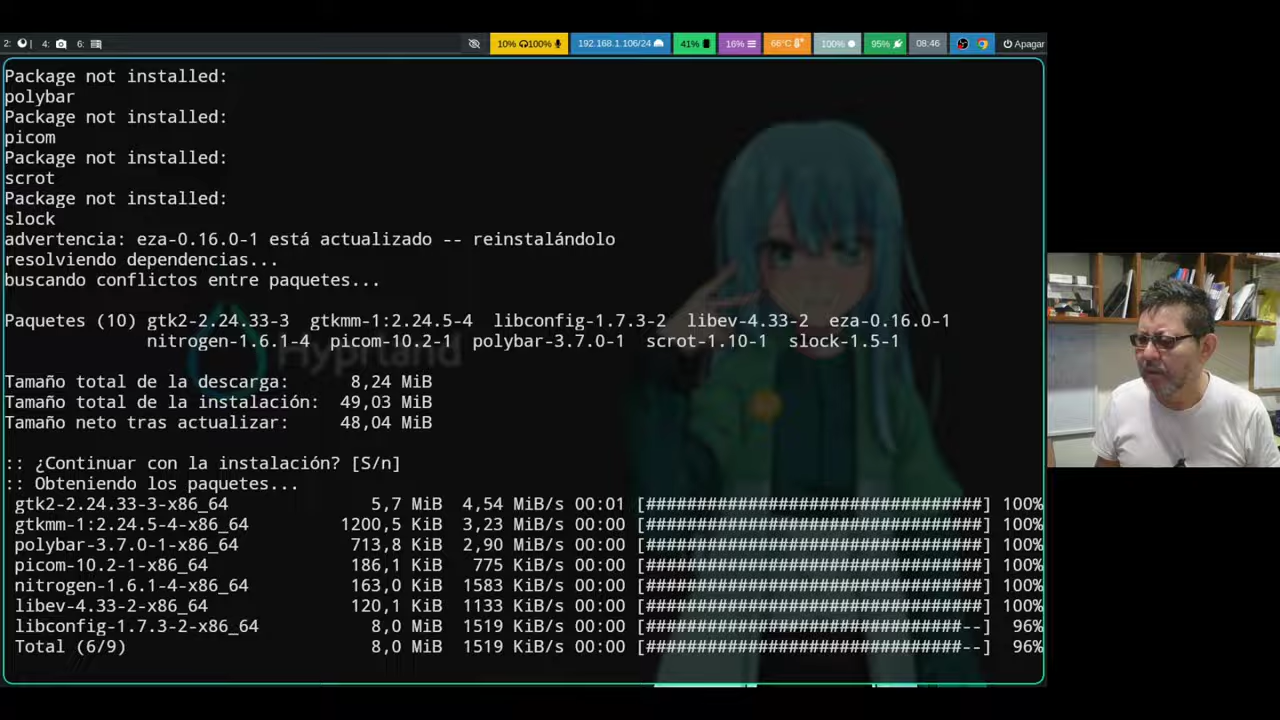 2: 4: 6: 10% 100% 192.168.1.106/24 41% 16% 66°C 100% 95% 08:46 Apagar
Package not installed:
polybar
Package not installed:
picom
Package not installed:
scrot
Package not installed:
slock
advertencia: eza-0.16.0-1 está actualizado -- reinstalándolo
resolviendo dependencias...
buscando conflictos entre paquetes...
Paquetes (10) gtk2-2.24.33-3 gtkmm-1:2.24.5-4 libconfig-1.7.3-2 libev-4.33-2 eza-0.16.0-1
nitrogen-1.6.1-4 picom-10.2-1 polybar-3.7.0-1 scrot-1.10-1 slock-1.5-1
Hyprland
Tamaño total de la descarga: 8,24 MiB
Tamaño total de la instalación: 49,03 MiB
Tamaño neto tras actualizar: 48,04 MiB
:: ¿Continuar con la instalación? [S/n]
:: Obteniendo los paquetes...
gtk2-2.24.33-3-x86_64 5,7 MiB 4,54 MiB/s 00:01 [#################################] 100%
gtkmm-1:2.24.5-4-x86_64 1200,5 KiB 3,23 MiB/s 00:00 [#################################] 100%
polybar-3.7.0-1-x86_64 713,8 KiB 2,90 MiB/s 00:00 [#################################] 100%
picom-10.2-1-x86_64 186,1 KiB 775 KiB/s 00:00 [#################################] 100%
nitrogen-1.6.1-4-x86_64 163,0 KiB 1583 KiB/s 00:00 [#################################] 100%
libev-4.33-2-x86_64 120,1 KiB 1133 KiB/s 00:00 [#################################] 100%
libconfig-1.7.3-2-x86_64 8,0 MiB 1519 KiB/s 00:00 [###############################--] 96%
Total (6/9) 8,0 MiB 1519 KiB/s 00:00 [###############################--] 96%